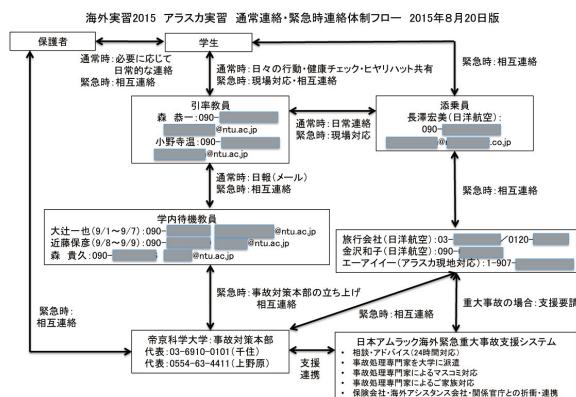 海外実習2015 アラスカ実習 通常連絡・緊急時連絡体制フロー 2015年8月20日版
保護者
学生
通常時:必要に応じて
日常的な連絡
緊急時:相互連絡
通常時:日々の行動・健康チェック・ヒヤリハット共有
緊急時:現場対応・相互連絡
緊急時:相互連絡
引率教員
森 恭一:090-
@ntu.ac.jp
小野寺温:090-
@ntu.ac.jp
通常時:日常連絡
緊急時:現場対応
添乗員
長澤宏美(日洋航空):
090-
@ .co.jp
通常時:日報(メール)
緊急時:相互連絡
緊急時:相互連絡
学内待機教員
大辻一也(9/1~9/7):090- @ntu.ac.jp
近藤保彦(9/8~9/9):090- @ntu.ac.jp
森 貴久:090- @ntu.ac.jp
旅行会社(日洋航空):03- /0120-
金沢和子(日洋航空):090-
エーアイイー(アラスカ現地対応):1-907-
緊急時:
相互連絡
緊急時:事故対策本部の立ち上げ
相互連絡
緊急時:相互連絡
重大事故の場合:支援要請
帝京科学大学:事故対策本部
代表:03-6910-0101(千住)
代表:0554-63-4411(上野原)
支援
連携
日本アムラック海外緊急重大事故支援システム
• 相談・アドバイス(24時間対応)
• 事故処理専門家を大学に派遣
• 事故処理専門家によるマスコミ対応
• 事故処理専門家によるご家族対応
• 保険会社・海外アシスタンス会社・関係官庁との折衝・連携